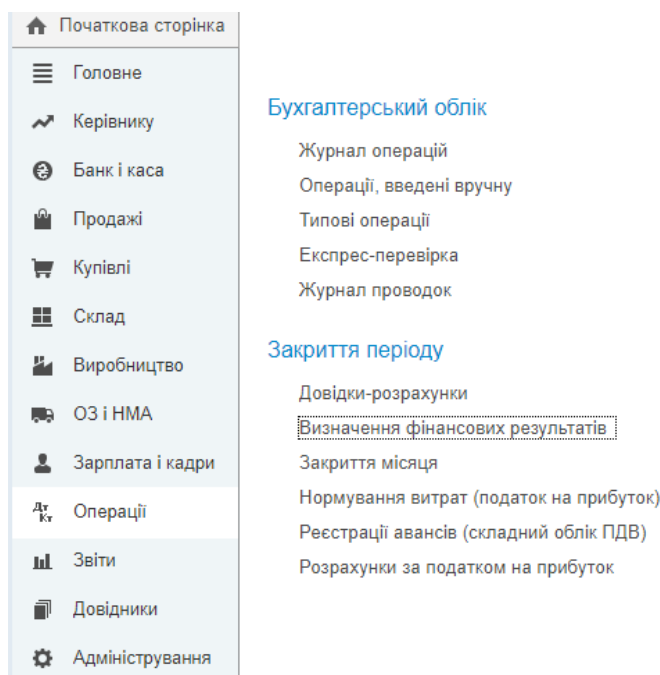 Початкова сторінка
Головне
Керівнику
Банк і каса
Продажі
Купівлі
Склад
Виробництво
ОЗ і НМА
Зарплата і кадри
Дт Кт Операції
Звіти
Довідники
Адміністрування
Бухгалтерський облік
Журнал операцій
Операції, введені вручну
Типові операції
Експрес-перевірка
Журнал проводок
Закриття періоду
Довідки-розрахунки
Визначення фінансових результатів
Закриття місяця
Нормування витрат (податок на прибуток)
Реєстрації авансів (складний облік ПДВ)
Розрахунки за податком на прибуток